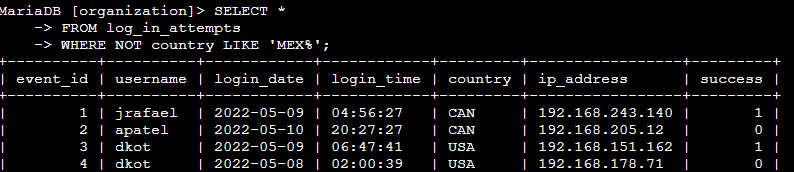 MariaDB [organization]> SELECT *
    -> FROM log_in_attempts
    -> WHERE NOT country LIKE 'MEX%';
+----------+----------+------------+------------+---------+-----------------+---------+
| event_id | username | login_date | login_time | country | ip_address      | success |
+----------+----------+------------+------------+---------+-----------------+---------+
|        1 | jrafael  | 2022-05-09 | 04:56:27   | CAN     | 192.168.243.140 |       1 |
|        2 | apatel   | 2022-05-10 | 20:27:27   | CAN     | 192.168.205.12  |       0 |
|        3 | dkot     | 2022-05-09 | 06:47:41   | USA     | 192.168.151.162 |       1 |
|        4 | dkot     | 2022-05-08 | 02:00:39   | USA     | 192.168.178.71  |       0 |